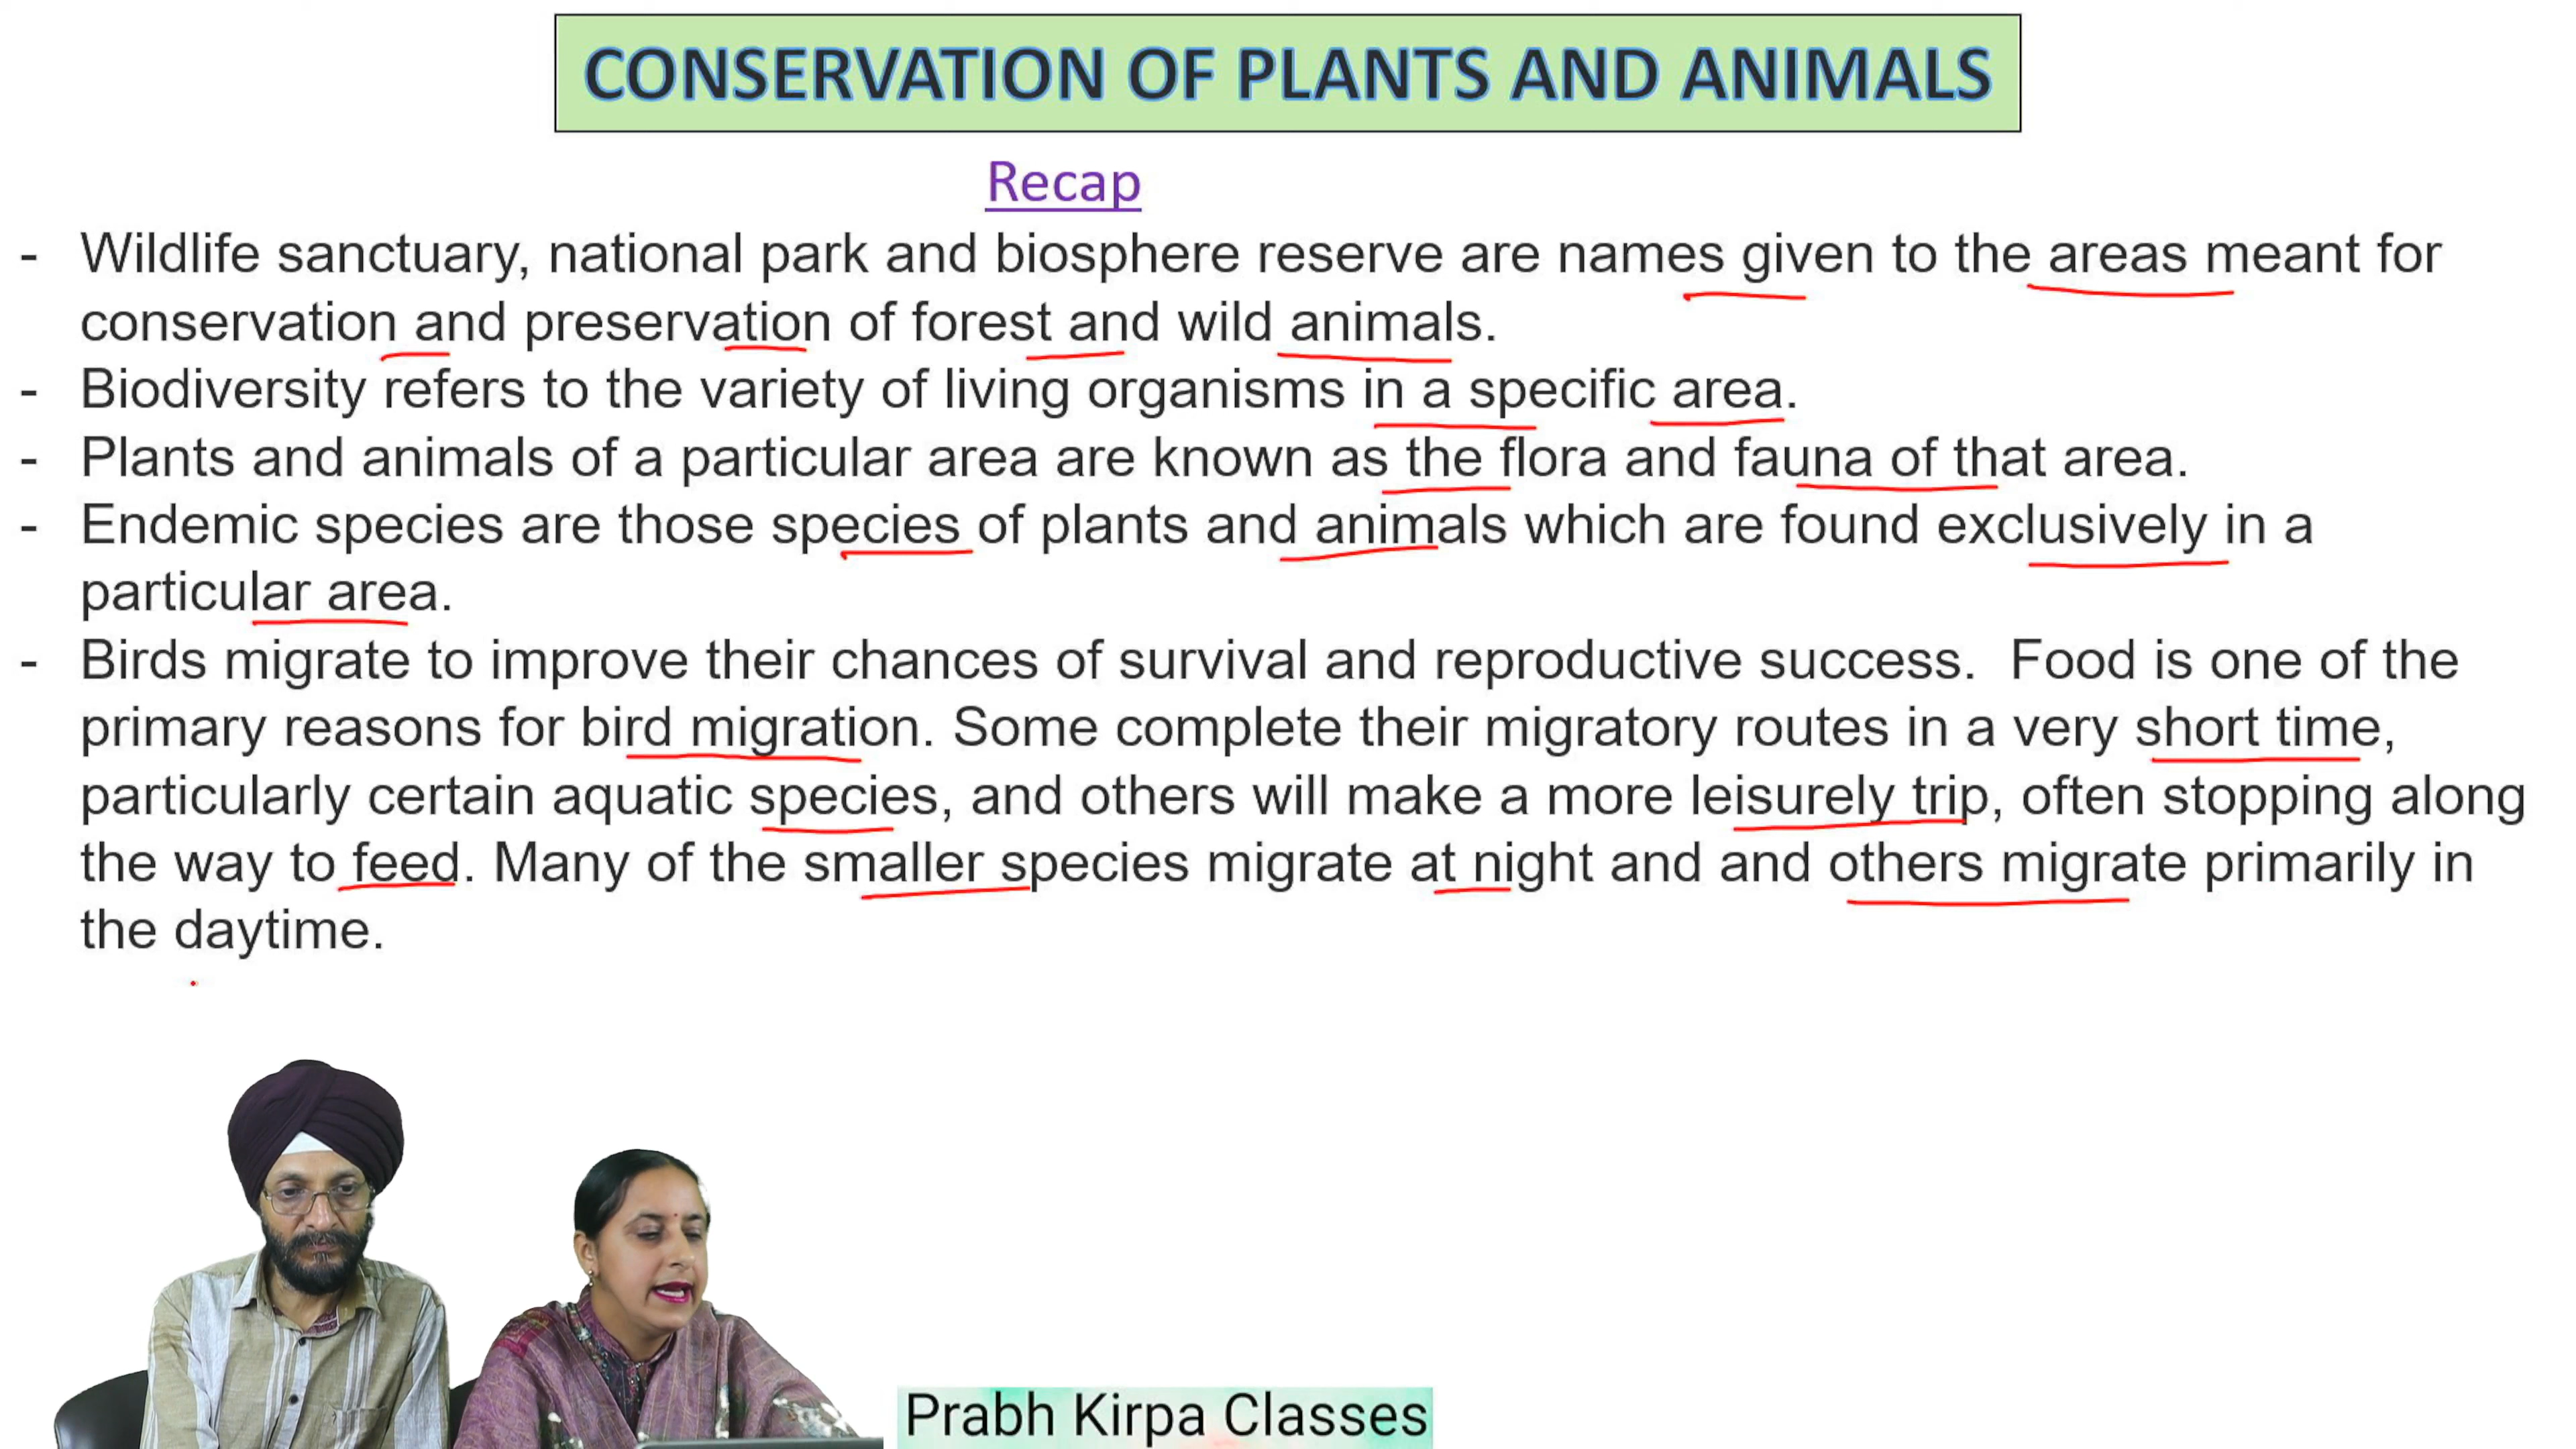 CONSERVATION OF PLANTS AND ANIMALS
Recap
- Wildlife sanctuary, national park and biosphere reserve are names given to the areas meant for
conservation and preservation of forest and wild animals.
- Biodiversity refers to the variety of living organisms in a specific area.
- Plants and animals of a particular area are known as the flora and fauna of that area.
- Endemic species are those species of plants and animals which are found exclusively in a
particular area.
- Birds migrate to improve their chances of survival and reproductive success. Food is one of the
primary reasons for bird migration. Some complete their migratory routes in a very short time,
particularly certain aquatic species, and others will make a more leisurely trip, often stopping along
the way to feed. Many of the smaller species migrate at night and and others migrate primarily in
the daytime.
Prabh Kirpa Classes